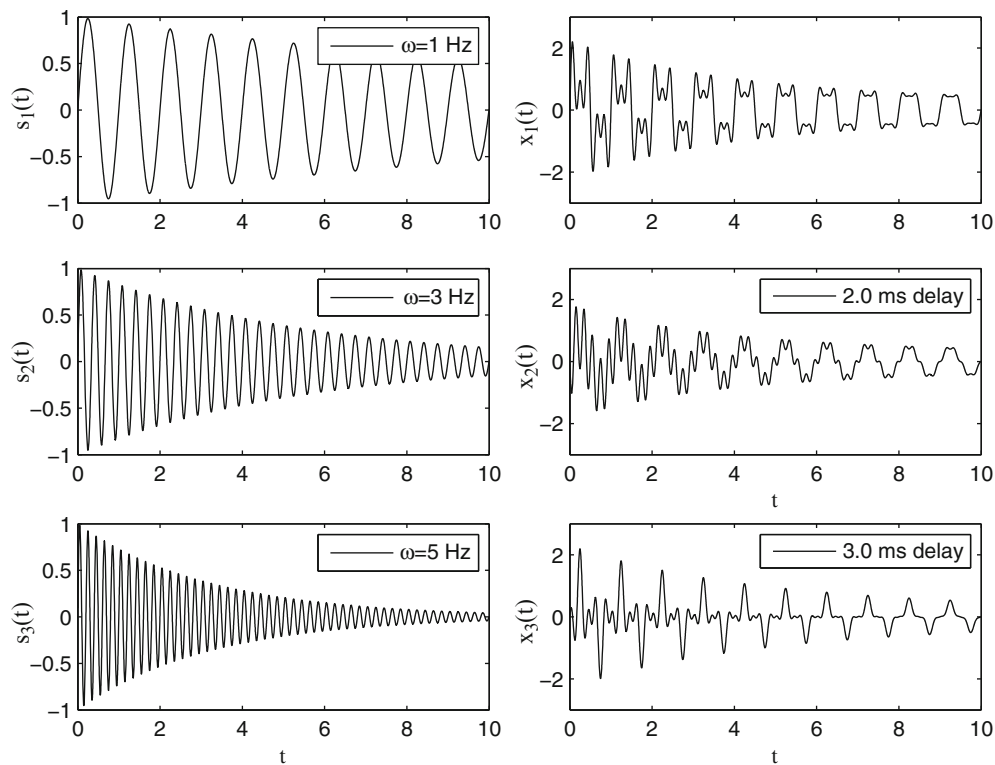 s1(t)
1
0.5
0
−0.5
−1
0 2 4 6 8 10
ω=1 Hz
x1(t)
2
0
−2
0 2 4 6 8 10
s2(t)
1
0.5
0
−0.5
−1
0 2 4 6 8 10
ω=3 Hz
x2(t)
2
0
−2
0 2 4 6 8 10
t
2.0 ms delay
s3(t)
1
0.5
0
−0.5
−1
0 2 4 6 8 10
t
ω=5 Hz
x3(t)
2
0
−2
0 2 4 6 8 10
t
3.0 ms delay